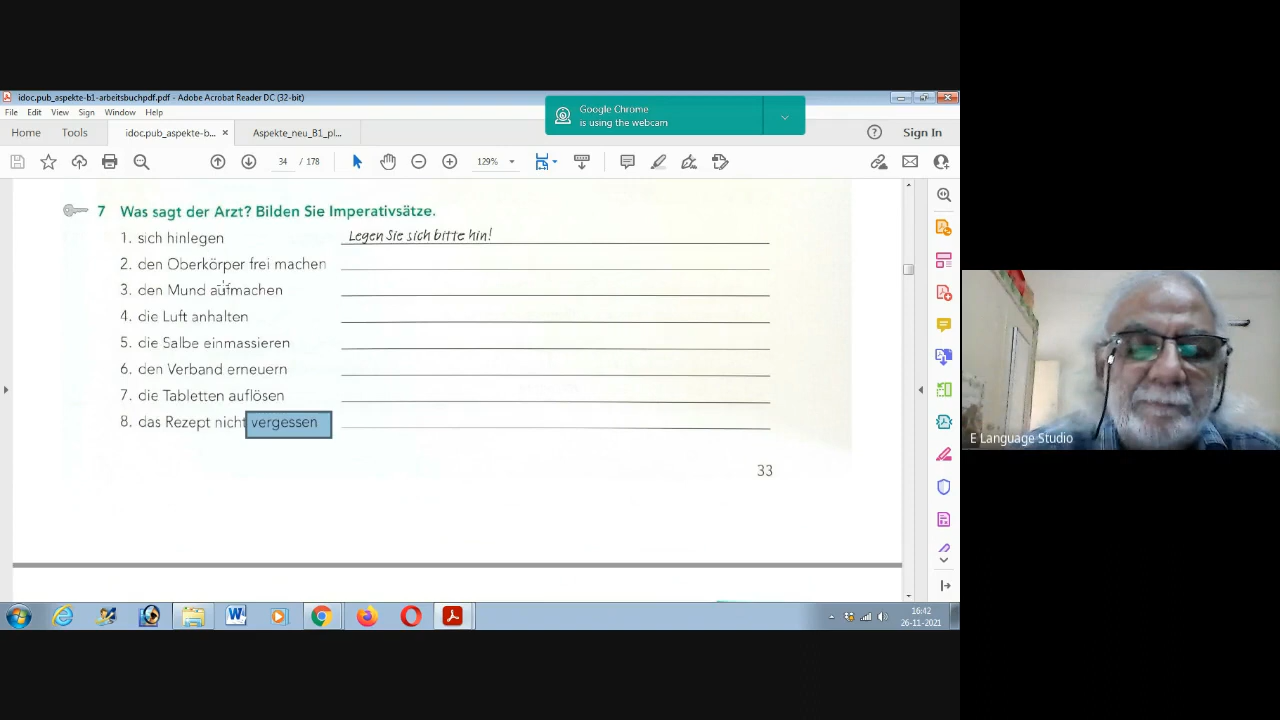 idoc.pub_aspekte-b1-arbeitsbuchpdf.pdf - Adobe Acrobat Reader DC (32-bit)
File Edit View Sign Window Help
Google Chrome
is using the webcam
Home Tools idoc.pub_aspekte-b... × Aspekte_neu_B1_pl... Sign In
34 / 178 129%
7 Was sagt der Arzt? Bilden Sie Imperativsätze.
1. sich hinlegen Legen Sie sich bitte hin!
2. den Oberkörper frei machen
3. den Mund aufmachen
4. die Luft anhalten
5. die Salbe einmassieren
6. den Verband erneuern
7. die Tabletten auflösen
8. das Rezept nicht vergessen
33
E Language Studio
16:42
26-11-2021